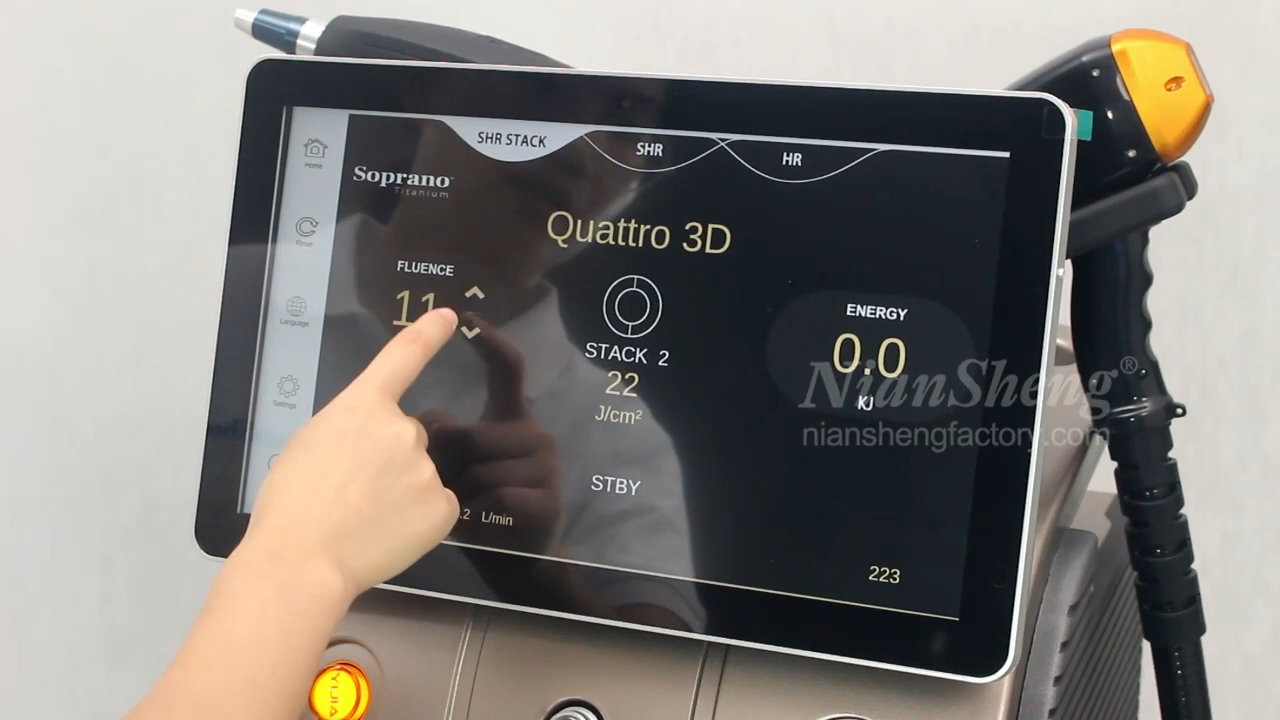 SHR STACK
SHR
HR
Home
Soprano
Titanium
Quattro 3D
Reset
FLUENCE
11
ENERGY
0.0
KJ
Language
STACK 2
22
J/cm²
Settings
STBY
.2 L/min
223
NianSheng®
nianshengfactory.com